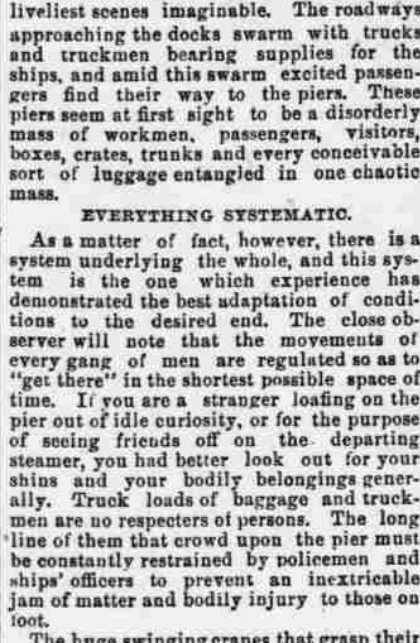 liveliest scenes imaginable. The roadways
approaching the docks swarm with trucks
and truckmen bearing supplies for the
ships, and amid this swarm excited passen-
gers find their way to the piers. These
piers seem at first sight to be a disorderly
mass of workmen, passengers, visitors,
boxes, crates, trunks and every conceivable
sort of luggage entangled in one chaotic
mass.
EVERYTHING SYSTEMATIC.
As a matter of fact, however, there is a
system underlying the whole, and this sys-
tem is the one which experience has
demonstrated the best adaptation of condi-
tions to the desired end. The close ob-
server will note that the movements of
every gang of men are regulated so as to
"get there" in the shortest possible space of
time. If you are a stranger loafing on the
pier out of idle curiosity, or for the purpose
of seeing friends off on the departing
steamer, you had better look out for your
shins and your bodily belongings gener-
ally. Truck loads of baggage and truck-
men are no respecters of persons. The long
line of them that crowd upon the pier must
be constantly restrained by policemen and
ships' officers to prevent an inextricable
jam of matter and bodily injury to those on
foot.
The huge swinging cranes that grasp their